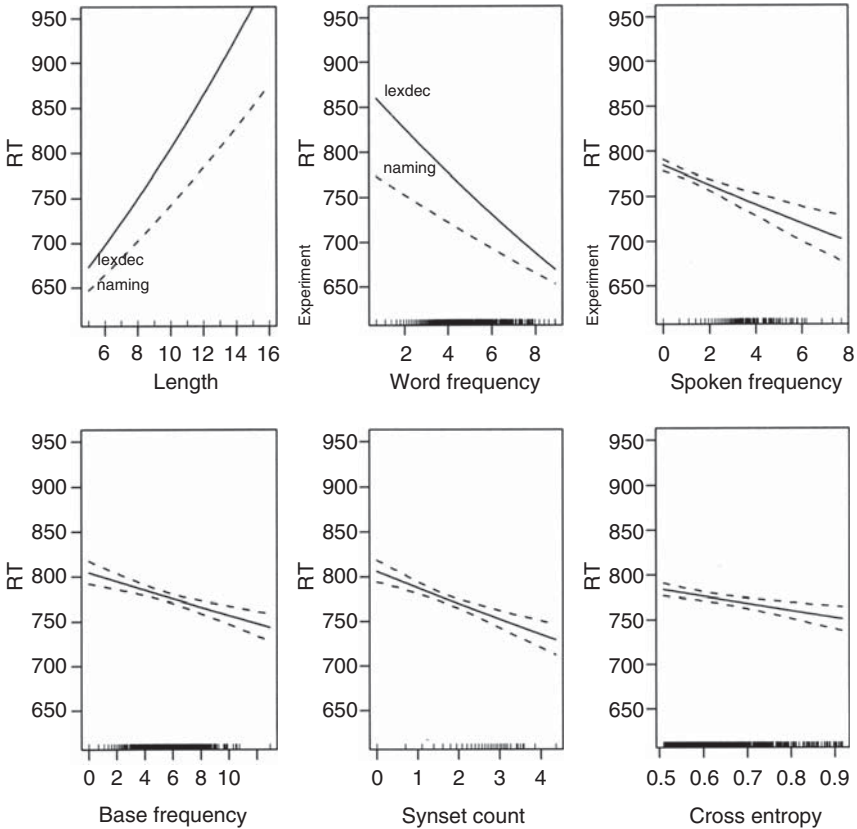 950
900
850
800
750
700
650
RT
lexdec
naming
6 8 10 12 14 16
Length
950
900
850
800
750
700
650
RT
Experiment
lexdec
naming
2 4 6 8
Word frequency
950
900
850
800
750
700
650
RT
Experiment
0 2 4 6 8
Spoken frequency
950
900
850
800
750
700
650
RT
0 2 4 6 8 10
Base frequency
950
900
850
800
750
700
650
RT
0 1 2 3 4
Synset count
950
900
850
800
750
700
650
RT
0.5 0.6 0.7 0.8 0.9
Cross entropy